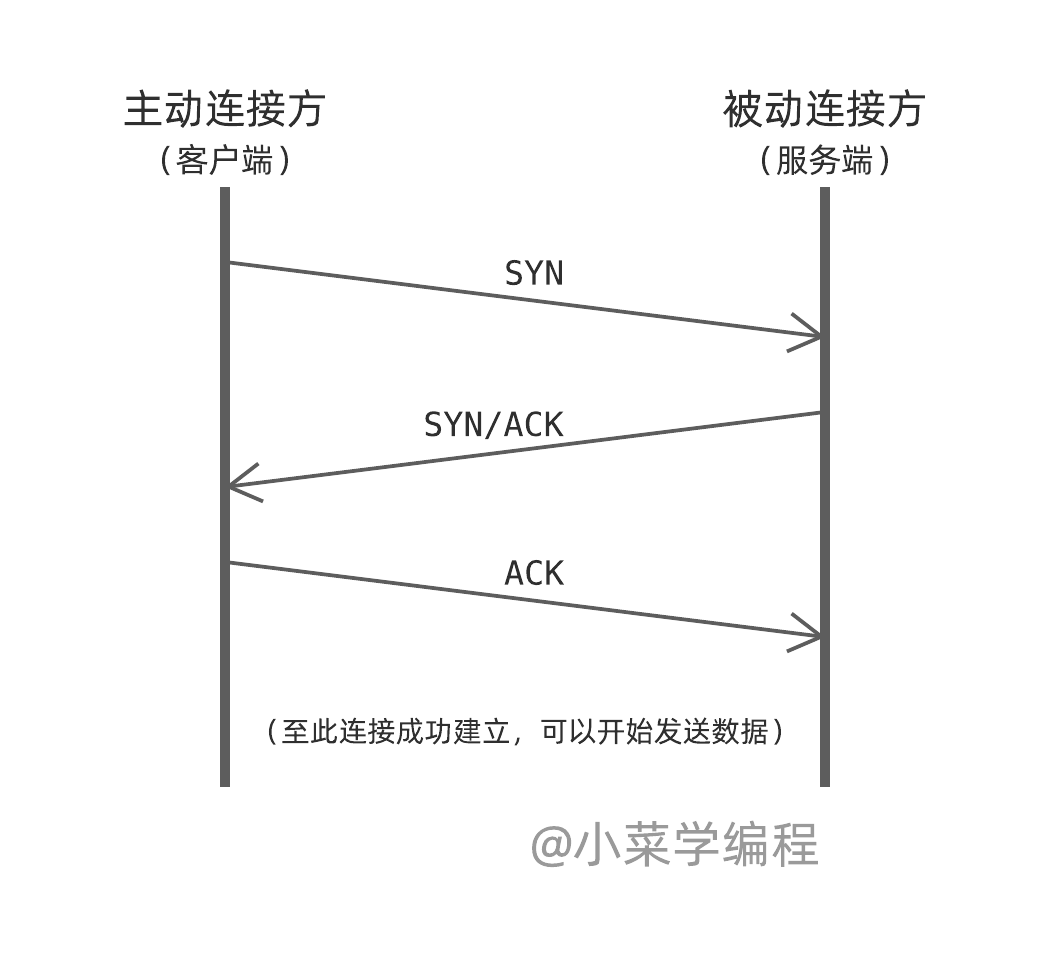 主动连接方
（客户端）
被动连接方
（服务端）
SYN
SYN/ACK
ACK
（至此连接成功建立，可以开始发送数据）
@小菜学编程